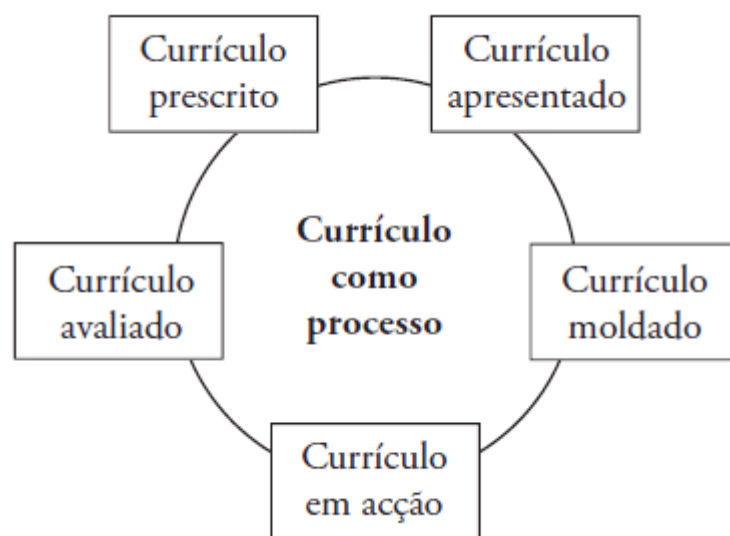 Currículo
prescrito
Currículo
apresentado
Currículo
como
processo
Currículo
avaliado
Currículo
moldado
Currículo
em acção